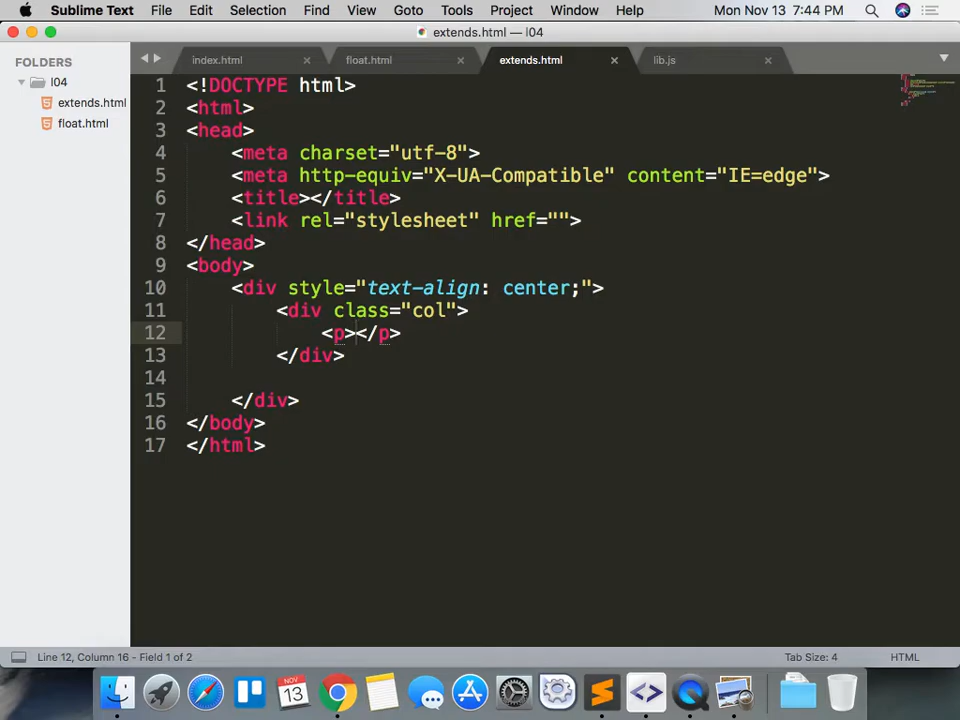 Sublime Text File Edit Selection Find View Goto Tools Project Window Help Mon Nov 13 7:44 PM
extends.html — l04
FOLDERS
l04
extends.html
float.html
index.html × float.html × extends.html × lib.js ×
1 <!DOCTYPE html>
2 <html>
3 <head>
4 <meta charset="utf-8">
5 <meta http-equiv="X-UA-Compatible" content="IE=edge">
6 <title></title>
7 <link rel="stylesheet" href="">
8 </head>
9 <body>
10 <div style="text-align: center;">
11 <div class="col">
12 <p></p>
13 </div>
14
15 </div>
16 </body>
17 </html>
Line 12, Column 16 - Field 1 of 2 Tab Size: 4 HTML
NOV
13